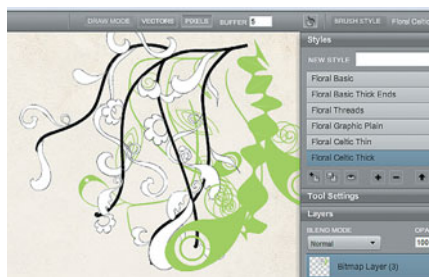 DRAW MODE: VECTORS PIXELS BUFFER 5 BRUSH STYLE Floral Celtic
Styles
NEW STYLE
Floral Basic
Floral Basic Thick Ends
Floral Threads
Floral Graphic Plain
Floral Celtic Thin
Floral Celtic Thick
Tool Settings
Layers
BLEND MODE OPA
Normal 100
Bitmap Layer (3)